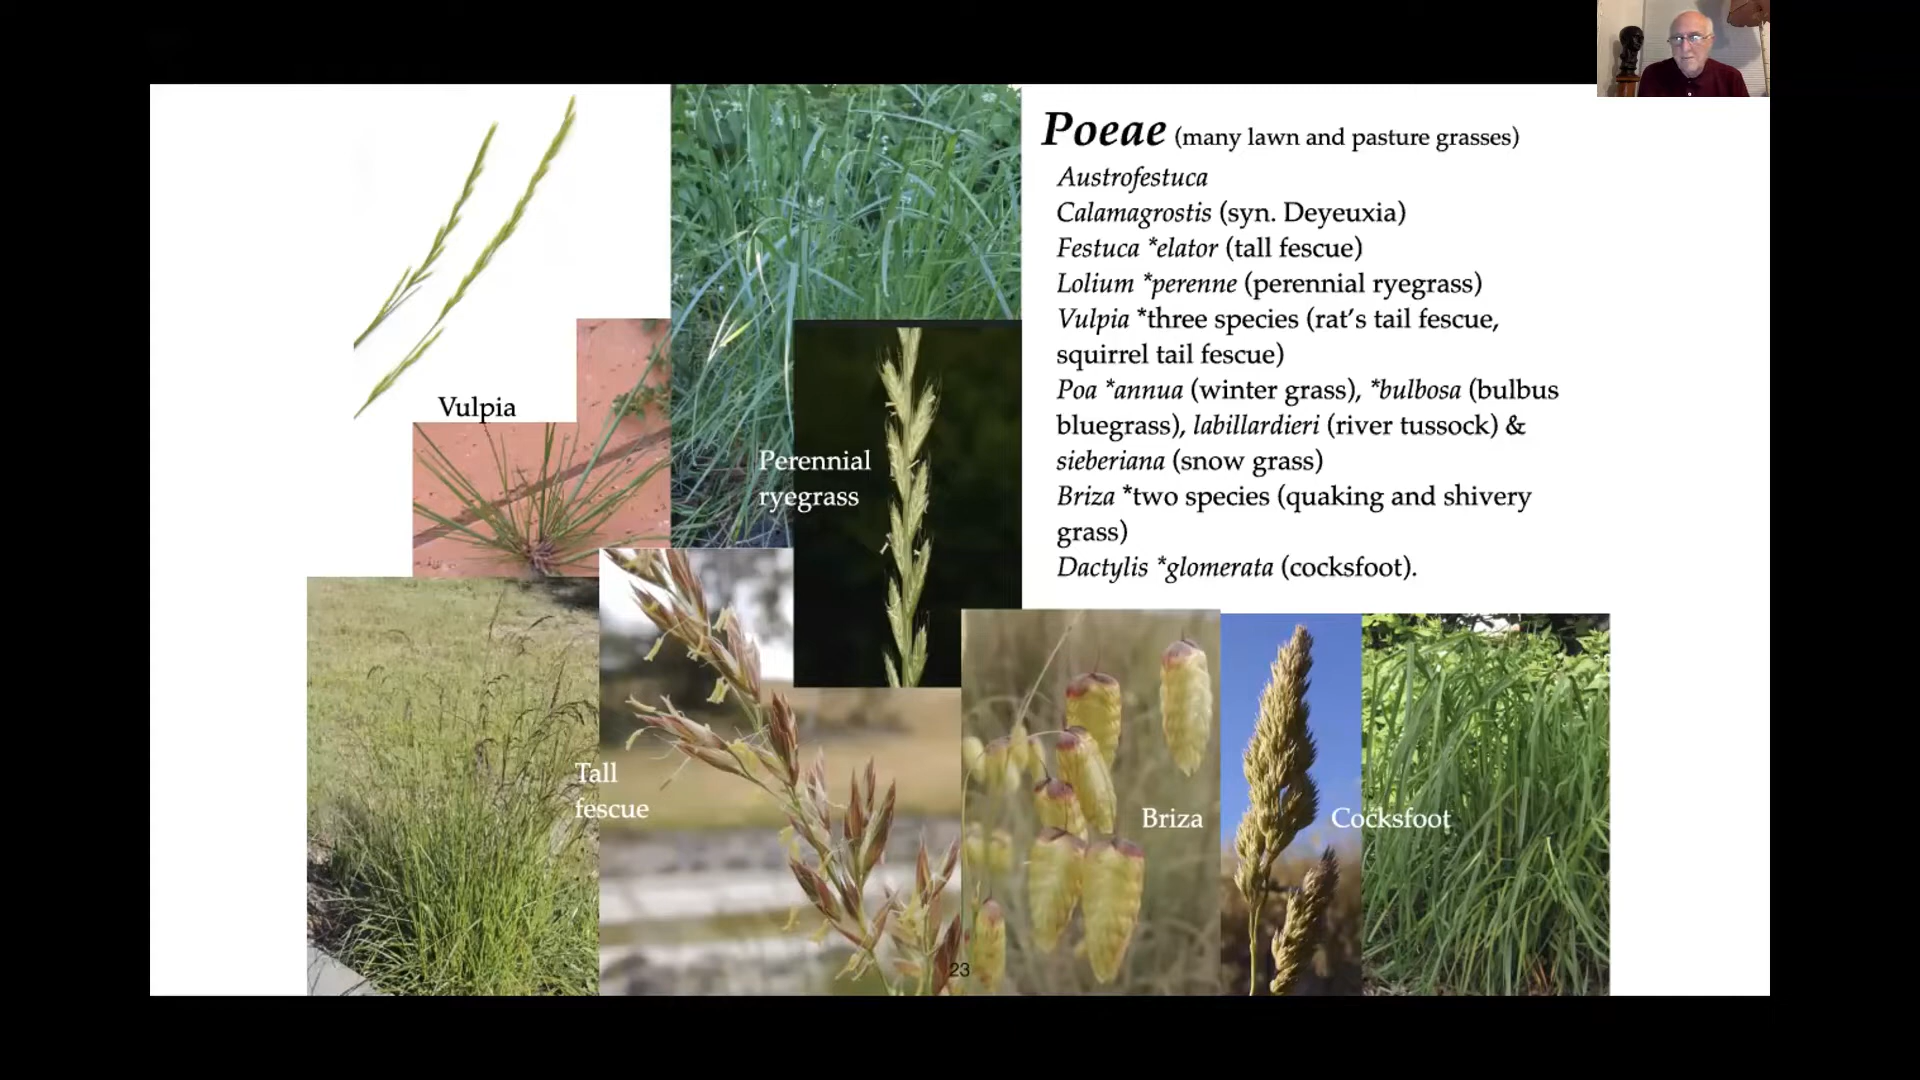 Poeae (many lawn and pasture grasses)
Austrofestuca
Calamagrostis (syn. Deyeuxia)
Festuca *elator (tall fescue)
Lolium *perenne (perennial ryegrass)
Vulpia *three species (rat's tail fescue,
squirrel tail fescue)
Poa *annua (winter grass), *bulbosa (bulbus
bluegrass), labillardieri (river tussock) &
sieberiana (snow grass)
Briza *two species (quaking and shivery
grass)
Dactylis *glomerata (cocksfoot).
Vulpia
Perennial
ryegrass
Tall
fescue
Briza
Cocksfoot
23